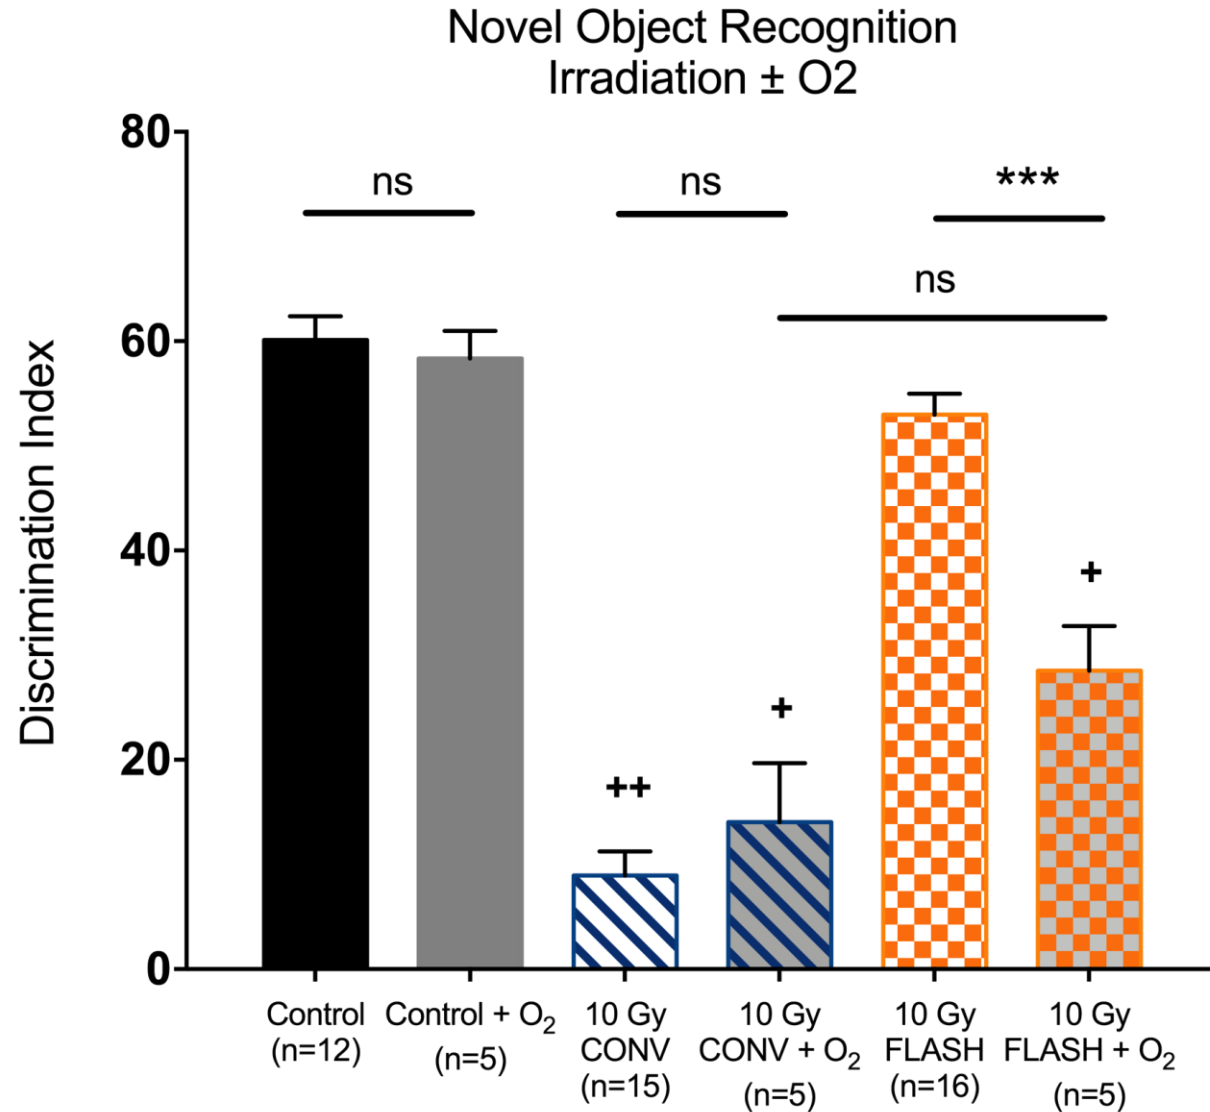 Novel Object Recognition
Irradiation ± O2
Discrimination Index
80
60
40
20
0
ns
ns
***
ns
++
+
+
Control
(n=12)
Control + O2
(n=5)
10 Gy
CONV
(n=15)
10 Gy
CONV + O2
(n=5)
10 Gy
FLASH
(n=16)
10 Gy
FLASH + O2
(n=5)